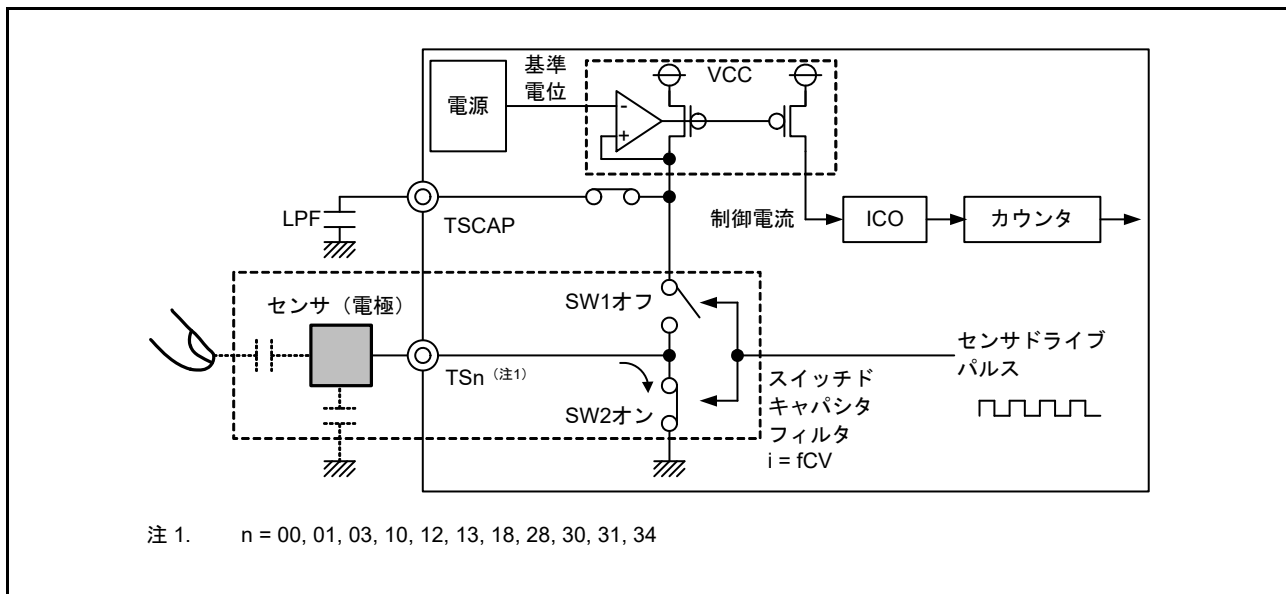 基準
電位
電源
VCC
-
+
LPF
TSCAP
制御電流
ICO
カウンタ
センサ（電極）
SW1オフ
TSn（注1）
SW2オン
センサドライブ
パルス
スイッチド
キャパシタ
フィルタ
i = fCV
注 1. n = 00, 01, 03, 10, 12, 13, 18, 28, 30, 31, 34